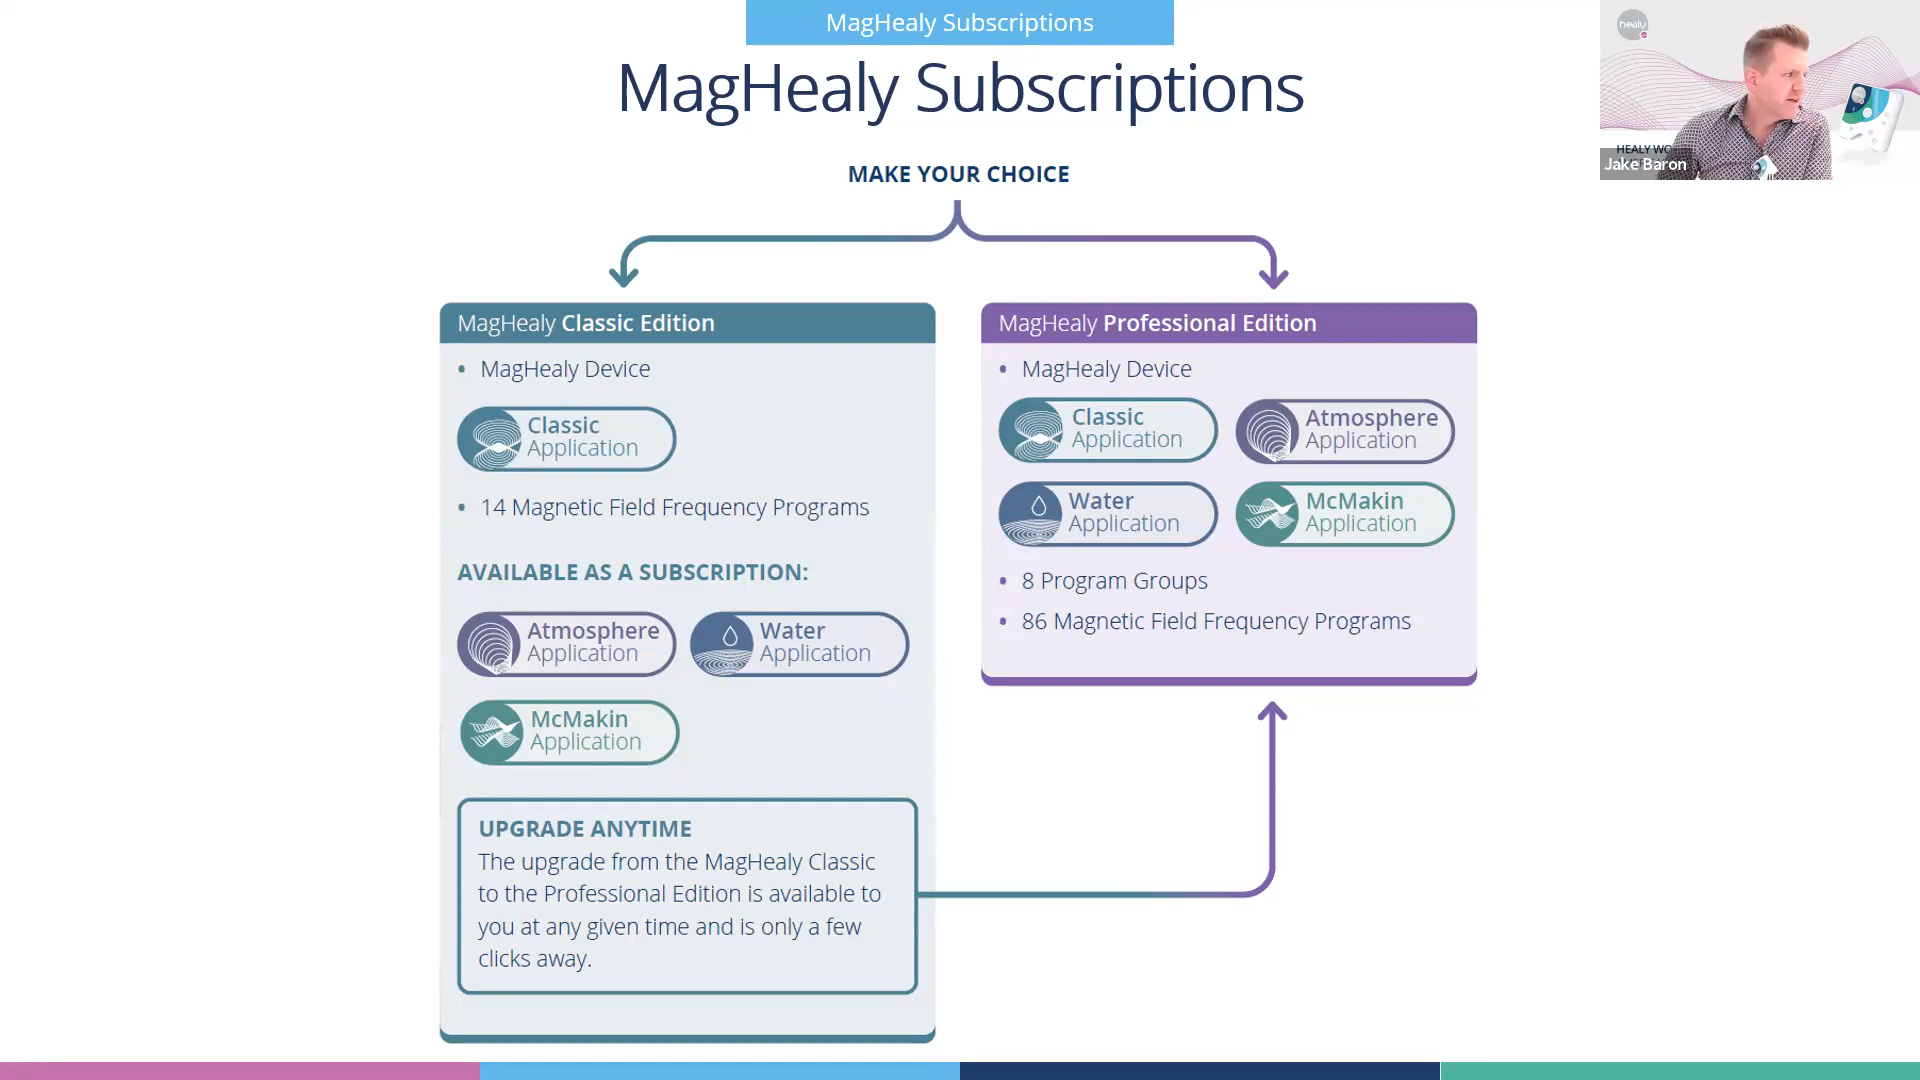 MagHealy Subscriptions
MagHealy Subscriptions
healy
HEALY WO
Jake Baron
MAKE YOUR CHOICE
MagHealy Classic Edition
• MagHealy Device
Classic
Application
• 14 Magnetic Field Frequency Programs
AVAILABLE AS A SUBSCRIPTION:
Atmosphere
Application
Water
Application
McMakin
Application
UPGRADE ANYTIME
The upgrade from the MagHealy Classic
to the Professional Edition is available to
you at any given time and is only a few
clicks away.
MagHealy Professional Edition
• MagHealy Device
Classic
Application
Atmosphere
Application
Water
Application
McMakin
Application
• 8 Program Groups
• 86 Magnetic Field Frequency Programs